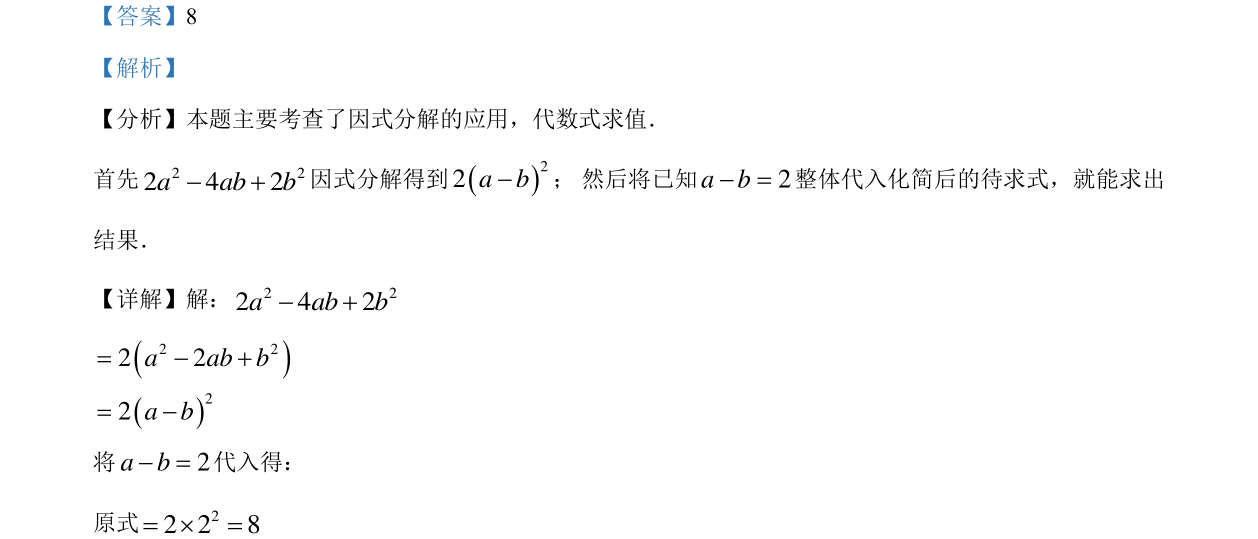 【答案】8
【解析】
【分析】本题主要考查了因式分解的应用，代数式求值．
首先2a² − 4ab + 2b²因式分解得到2(a − b)²； 然后将已知a − b = 2整体代入化简后的待求式，就能求出
结果．
【详解】解：2a² − 4ab + 2b²
= 2(a² − 2ab + b²)
= 2(a − b)²
将a − b = 2代入得：
原式= 2 × 2² = 8